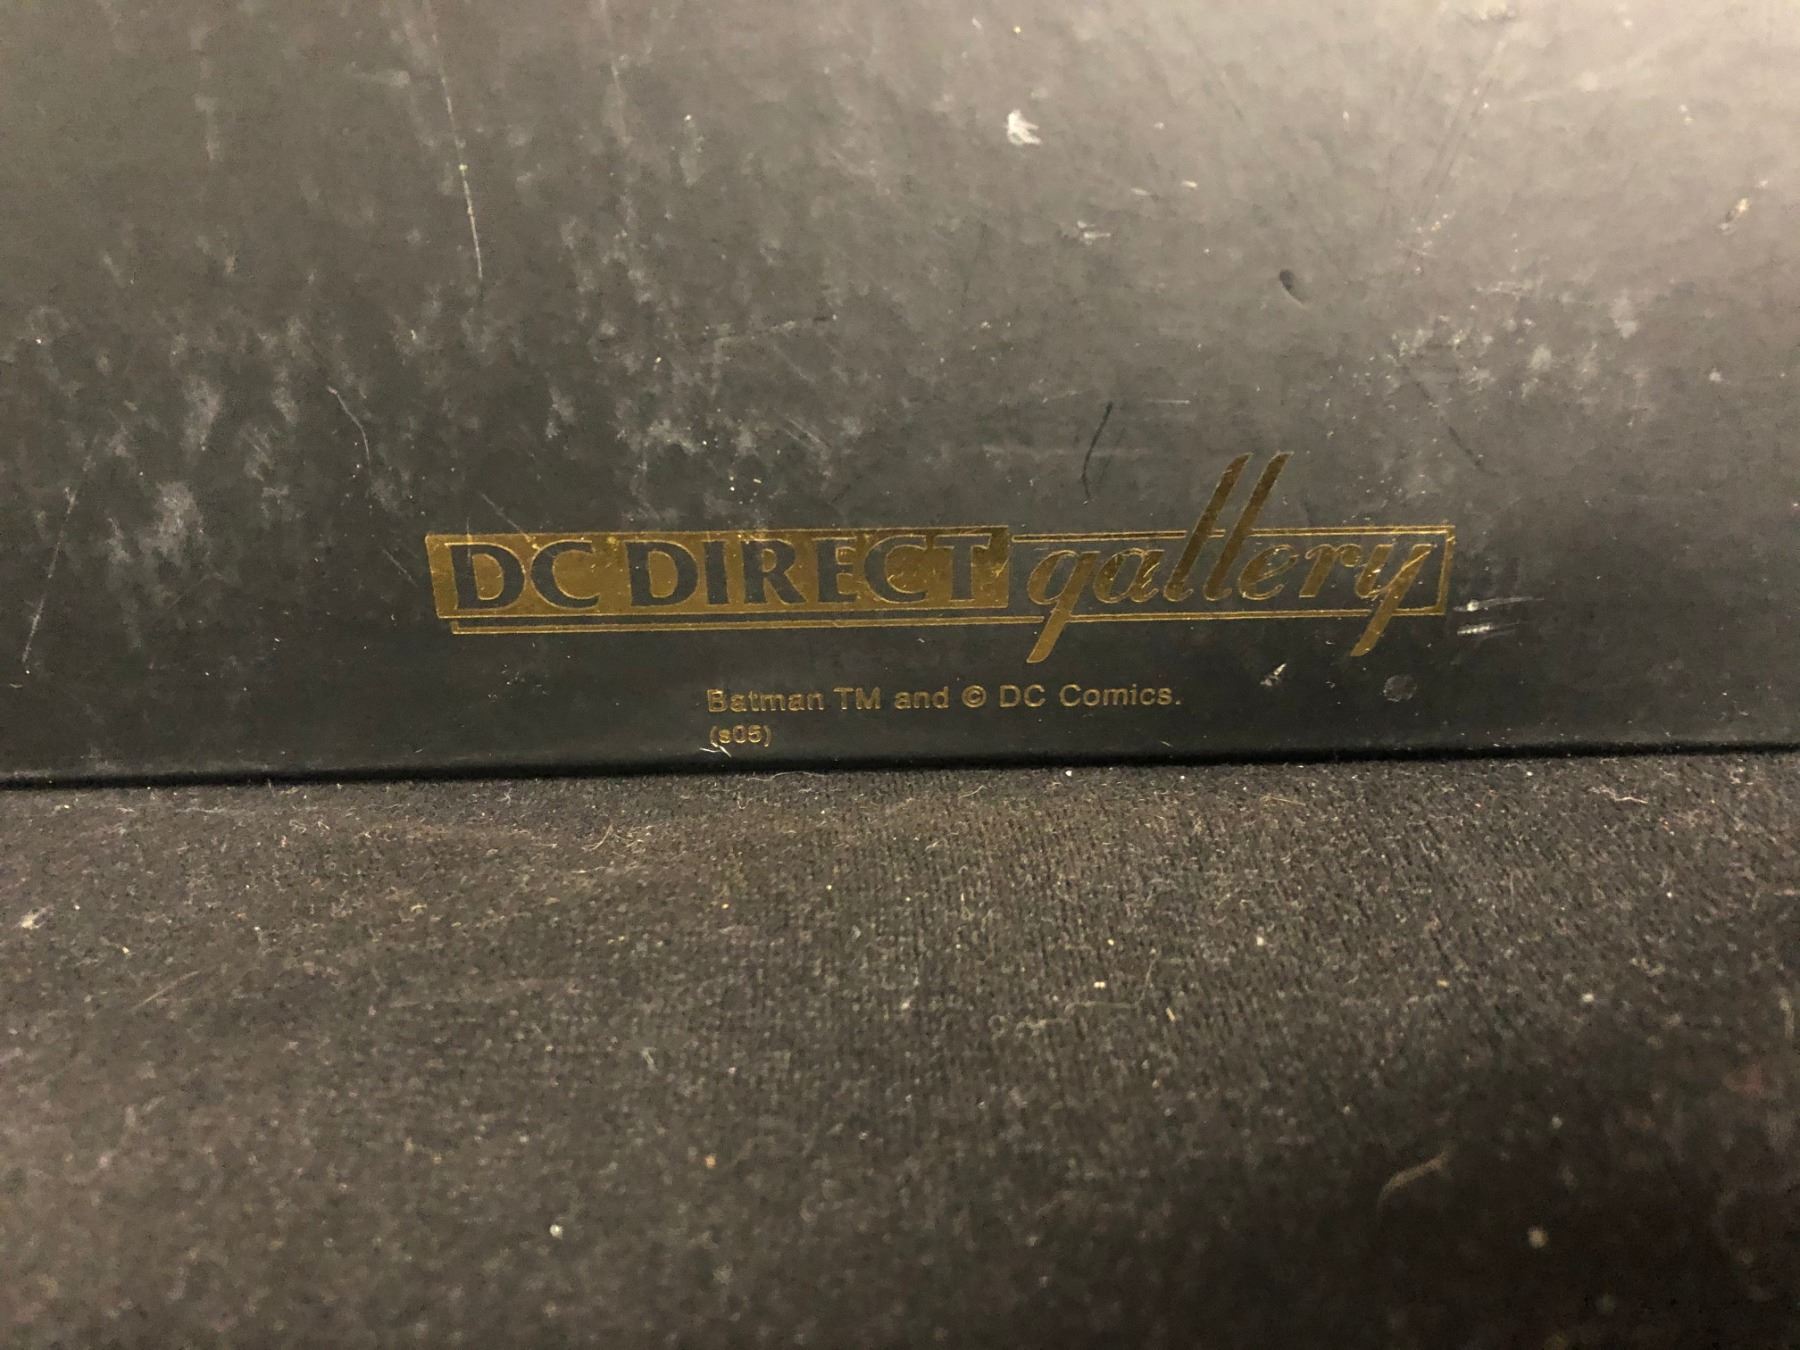 DC DIRECT gallery
Batman TM and © DC Comics.
(s05)